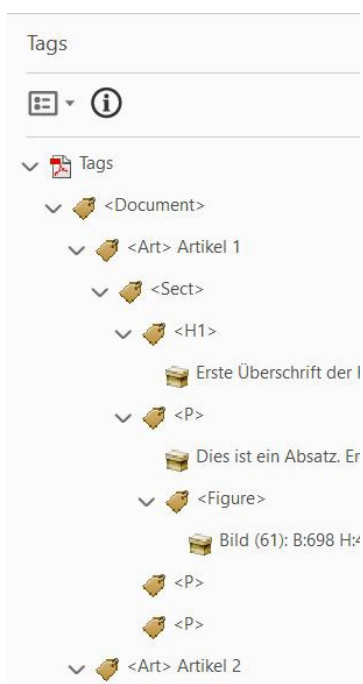 Tags
Tags
<Document>
<Art> Artikel 1
<Sect>
<H1>
Erste Überschrift der
<P>
Dies ist ein Absatz. Er
<Figure>
Bild (61): B:698 H:4
<P>
<P>
<Art> Artikel 2